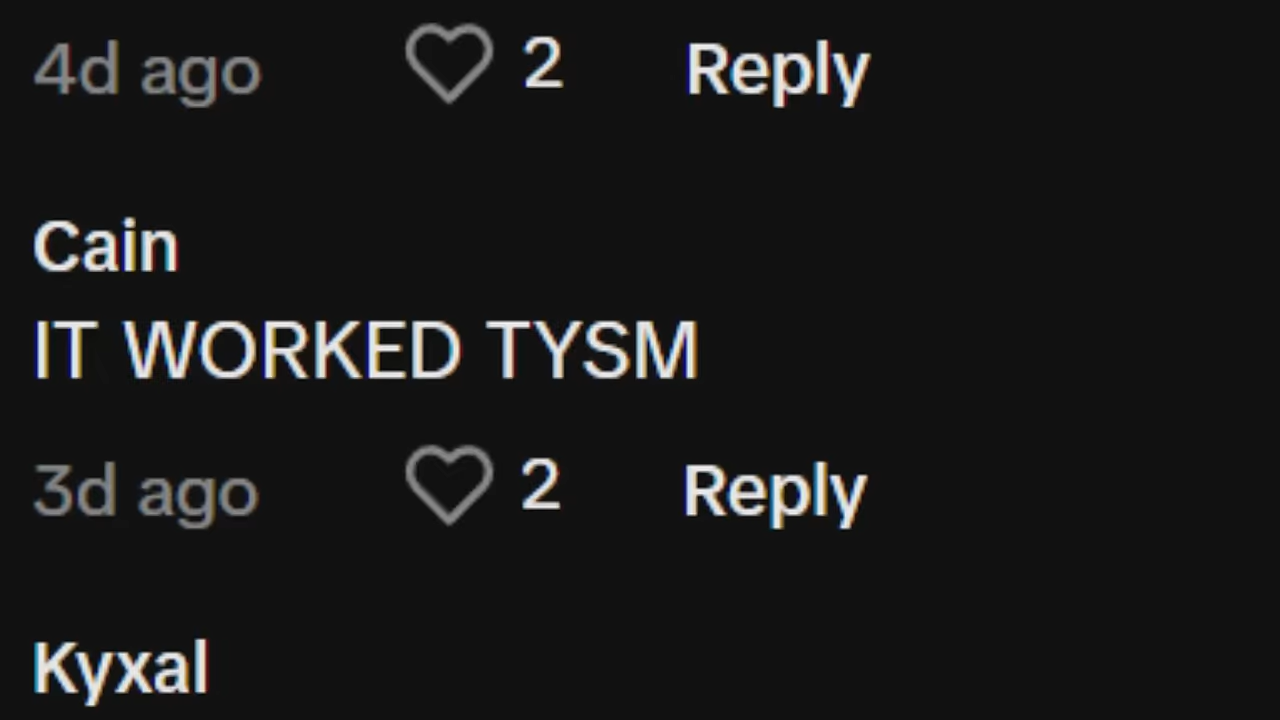 4d ago 2 Reply
Cain
IT WORKED TYSM
3d ago 2 Reply
Kyxal